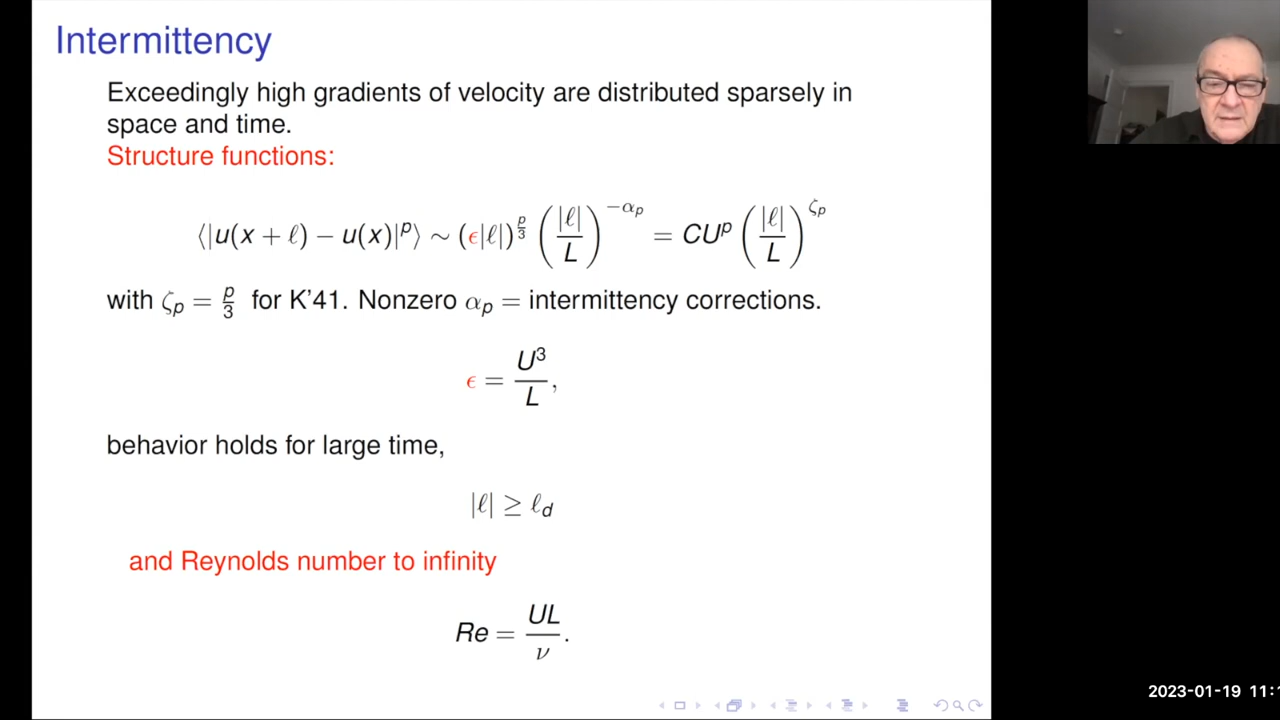 Intermittency
Exceedingly high gradients of velocity are distributed sparsely in
space and time.
Structure functions:
⟨|u(x + ℓ) − u(x)|^p⟩ ∼ (ϵ|ℓ|)^{p/3} (|ℓ|/L)^{−α_p} = CU^p (|ℓ|/L)^{ζ_p}
with ζ_p = p/3 for K'41. Nonzero α_p = intermittency corrections.
ϵ = U^3/L,
behavior holds for large time,
|ℓ| ≥ ℓ_d
and Reynolds number to infinity
Re = UL/ν.
2023-01-19 11:1